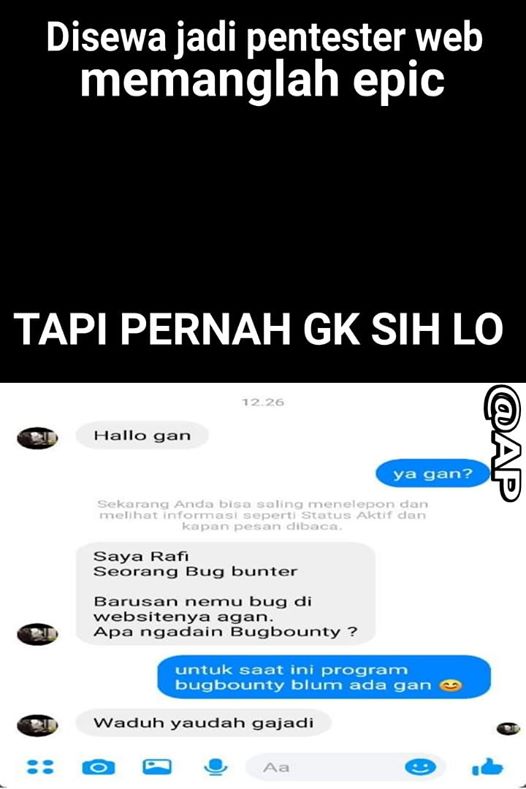 Disewa jadi pentester web
memanglah epic
TAPI PERNAH GK SIH LO
@AP
12.26
Hallo gan
ya gan?
Sekarang Anda bisa saling menelepon dan
melihat informasi seperti Status Aktif dan
kapan pesan dibaca.
Saya Rafi
Seorang Bug bunter
Barusan nemu bug di
websitenya agan.
Apa ngadain Bugbounty ?
untuk saat ini program
bugbounty blum ada gan 😊
Waduh yaudah gajadi
Aa